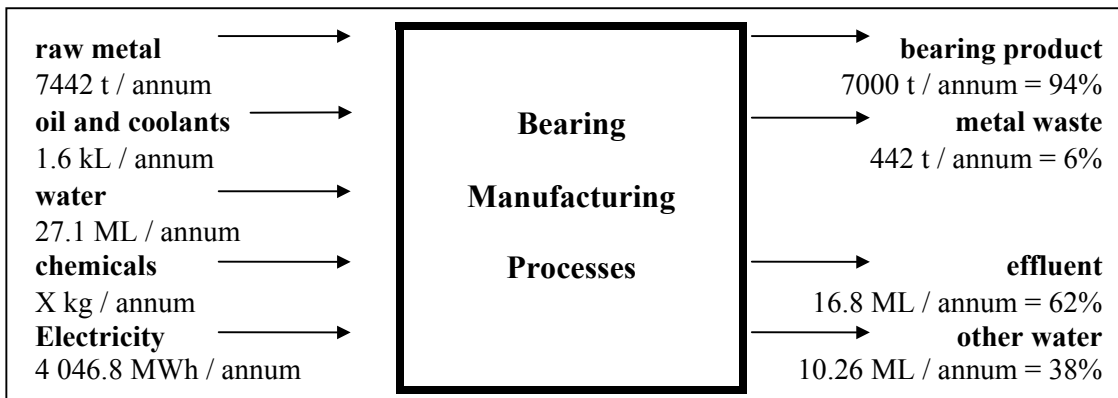 raw metal
7442 t / annum
oil and coolants
1.6 kL / annum
water
27.1 ML / annum
chemicals
X kg / annum
Electricity
4 046.8 MWh / annum
Bearing
Manufacturing
Processes
bearing product
7000 t / annum = 94%
metal waste
442 t / annum = 6%
effluent
16.8 ML / annum = 62%
other water
10.26 ML / annum = 38%